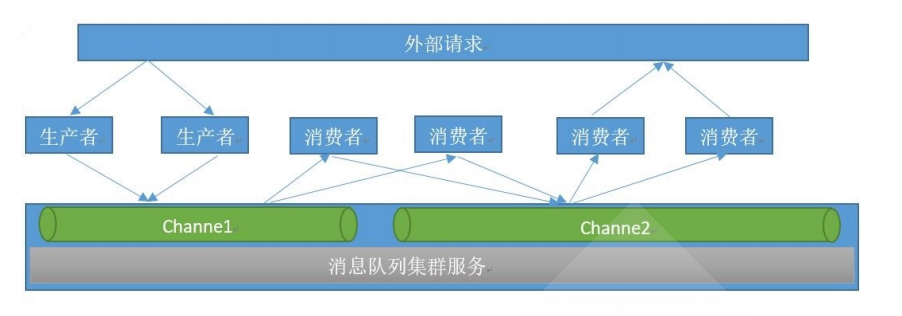 外部请求
生产者
生产者
消费者
消费者
消费者
消费者
Channe1
Channe2
消息队列集群服务